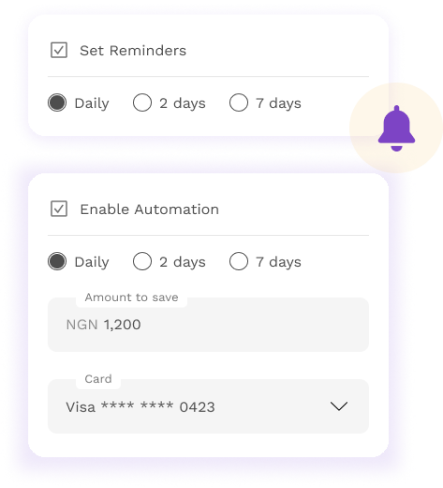 Set Reminders
Daily 2 days 7 days
Enable Automation
Daily 2 days 7 days
Amount to save
NGN 1,200
Card
Visa **** **** 0423